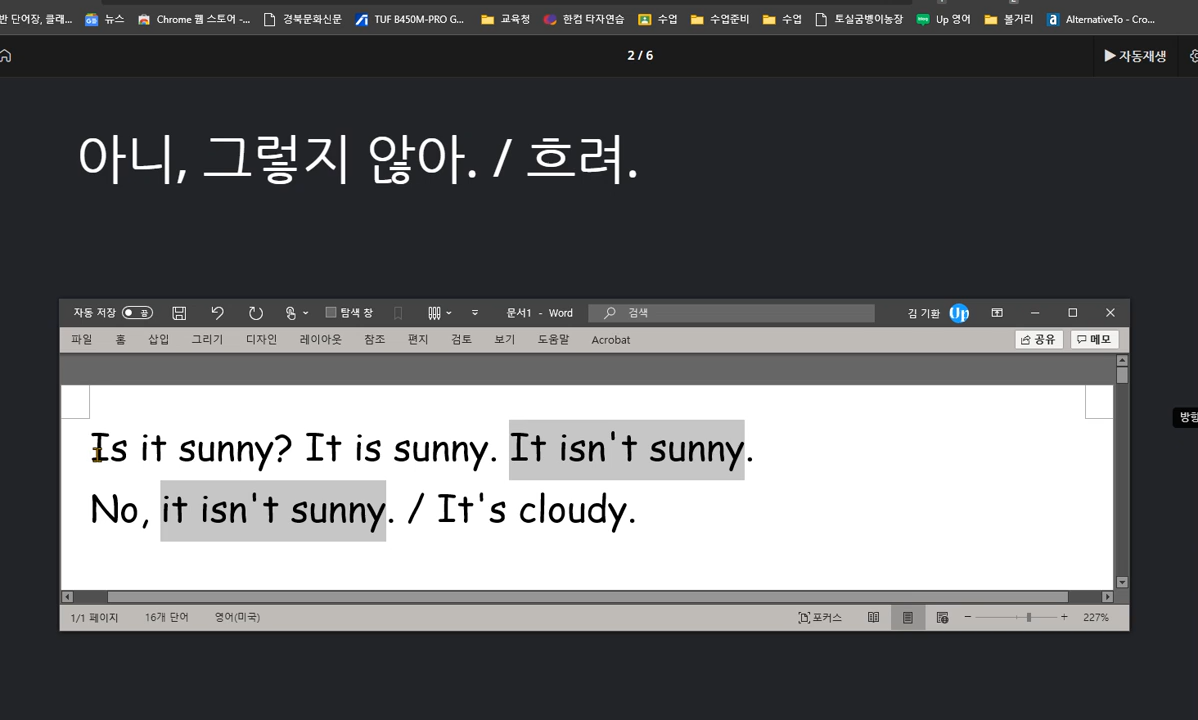 반 단어장, 클래... 뉴스 Chrome 웹 스토어 -... 경북문화신문 TUF B450M-PRO G... 교육청 한컴 타자연습 수업 수업준비 수업 토실굼벵이농장 Up 영어 볼거리 AlternativeTo - Cro...
2 / 6 ▶ 자동재생
아니, 그렇지 않아. / 흐려.
자동 저장 끔 탐색 창 문서1 - Word 검색 김 기환 Up
파일 홈 삽입 그리기 디자인 레이아웃 참조 편지 검토 보기 도움말 Acrobat 공유 메모
방향
Is it sunny? It is sunny. It isn't sunny.
No, it isn't sunny. / It's cloudy.
1/1 페이지 16개 단어 영어(미국) 포커스 227%